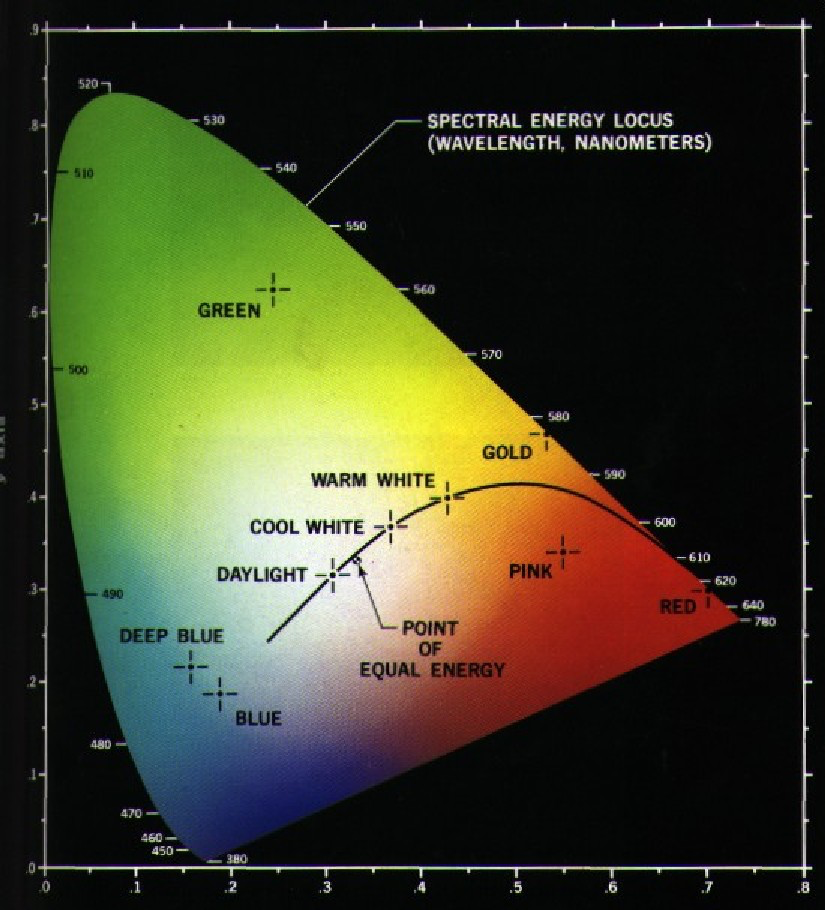 .9
520
530
SPECTRAL ENERGY LOCUS
(WAVELENGTH, NANOMETERS)
.8
540
510
.7
550
560
GREEN
.6
570
500
.5
580
GOLD
590
WARM WHITE
.4
COOL WHITE
600
DAYLIGHT
PINK
610
620
.3
490
RED
640
780
DEEP BLUE
POINT
OF
EQUAL ENERGY
.2
BLUE
480
.1
470
460
450
380
.0
.0 .1 .2 .3 .4 .5 .6 .7 .8